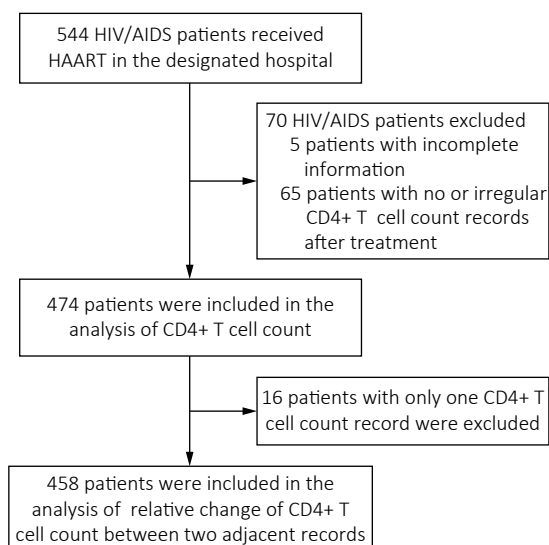 544 HIV/AIDS patients received
HAART in the designated hospital
70 HIV/AIDS patients excluded
5 patients with incomplete
information
65 patients with no or irregular
CD4+ T cell count records
after treatment
474 patients were included in the
analysis of CD4+ T cell count
16 patients with only one CD4+ T
cell count record were excluded
458 patients were included in the
analysis of relative change of CD4+ T
cell count between two adjacent records